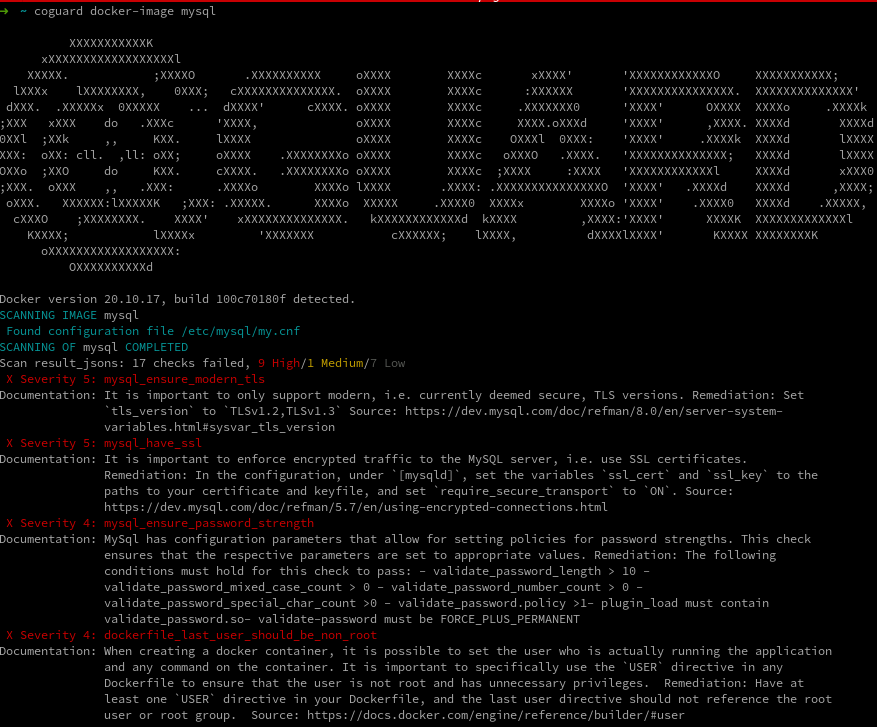 → ~ coguard docker-image mysql
COGUARD
Docker version 20.10.17, build 100c70180f detected.
SCANNING IMAGE mysql
Found configuration file /etc/mysql/my.cnf
SCANNING OF mysql COMPLETED
Scan result_jsons: 17 checks failed, 9 High/1 Medium/7 Low
X Severity 5: mysql_ensure_modern_tls
Documentation: It is important to only support modern, i.e. currently deemed secure, TLS versions. Remediation: Set
`tls_version` to `TLSv1.2,TLSv1.3` Source: https://dev.mysql.com/doc/refman/8.0/en/server-system-
variables.html#sysvar_tls_version
X Severity 5: mysql_have_ssl
Documentation: It is important to enforce encrypted traffic to the MySQL server, i.e. use SSL certificates.
Remediation: In the configuration, under `[mysqld]`, set the variables `ssl_cert` and `ssl_key` to the
paths to your certificate and keyfile, and set `require_secure_transport` to `ON`. Source:
https://dev.mysql.com/doc/refman/5.7/en/using-encrypted-connections.html
X Severity 4: mysql_ensure_password_strength
Documentation: MySql has configuration parameters that allow for setting policies for password strengths. This check
ensures that the respective parameters are set to appropriate values. Remediation: The following
conditions must hold for this check to pass: - validate_password_length > 10 -
validate_password_mixed_case_count > 0 - validate_password_number_count > 0 -
validate_password_special_char_count >0 - validate_password.policy >1- plugin_load must contain
validate_password.so- validate-password must be FORCE_PLUS_PERMANENT
X Severity 4: dockerfile_last_user_should_be_non_root
Documentation: When creating a docker container, it is possible to set the user who is actually running the application
and any command on the container. It is important to specifically use the `USER` directive in any
Dockerfile to ensure that the user is not root and has unnecessary privileges.  Remediation: Have at
least one `USER` directive in your Dockerfile, and the last user directive should not reference the root
user or root group.  Source: https://docs.docker.com/engine/reference/builder/#user